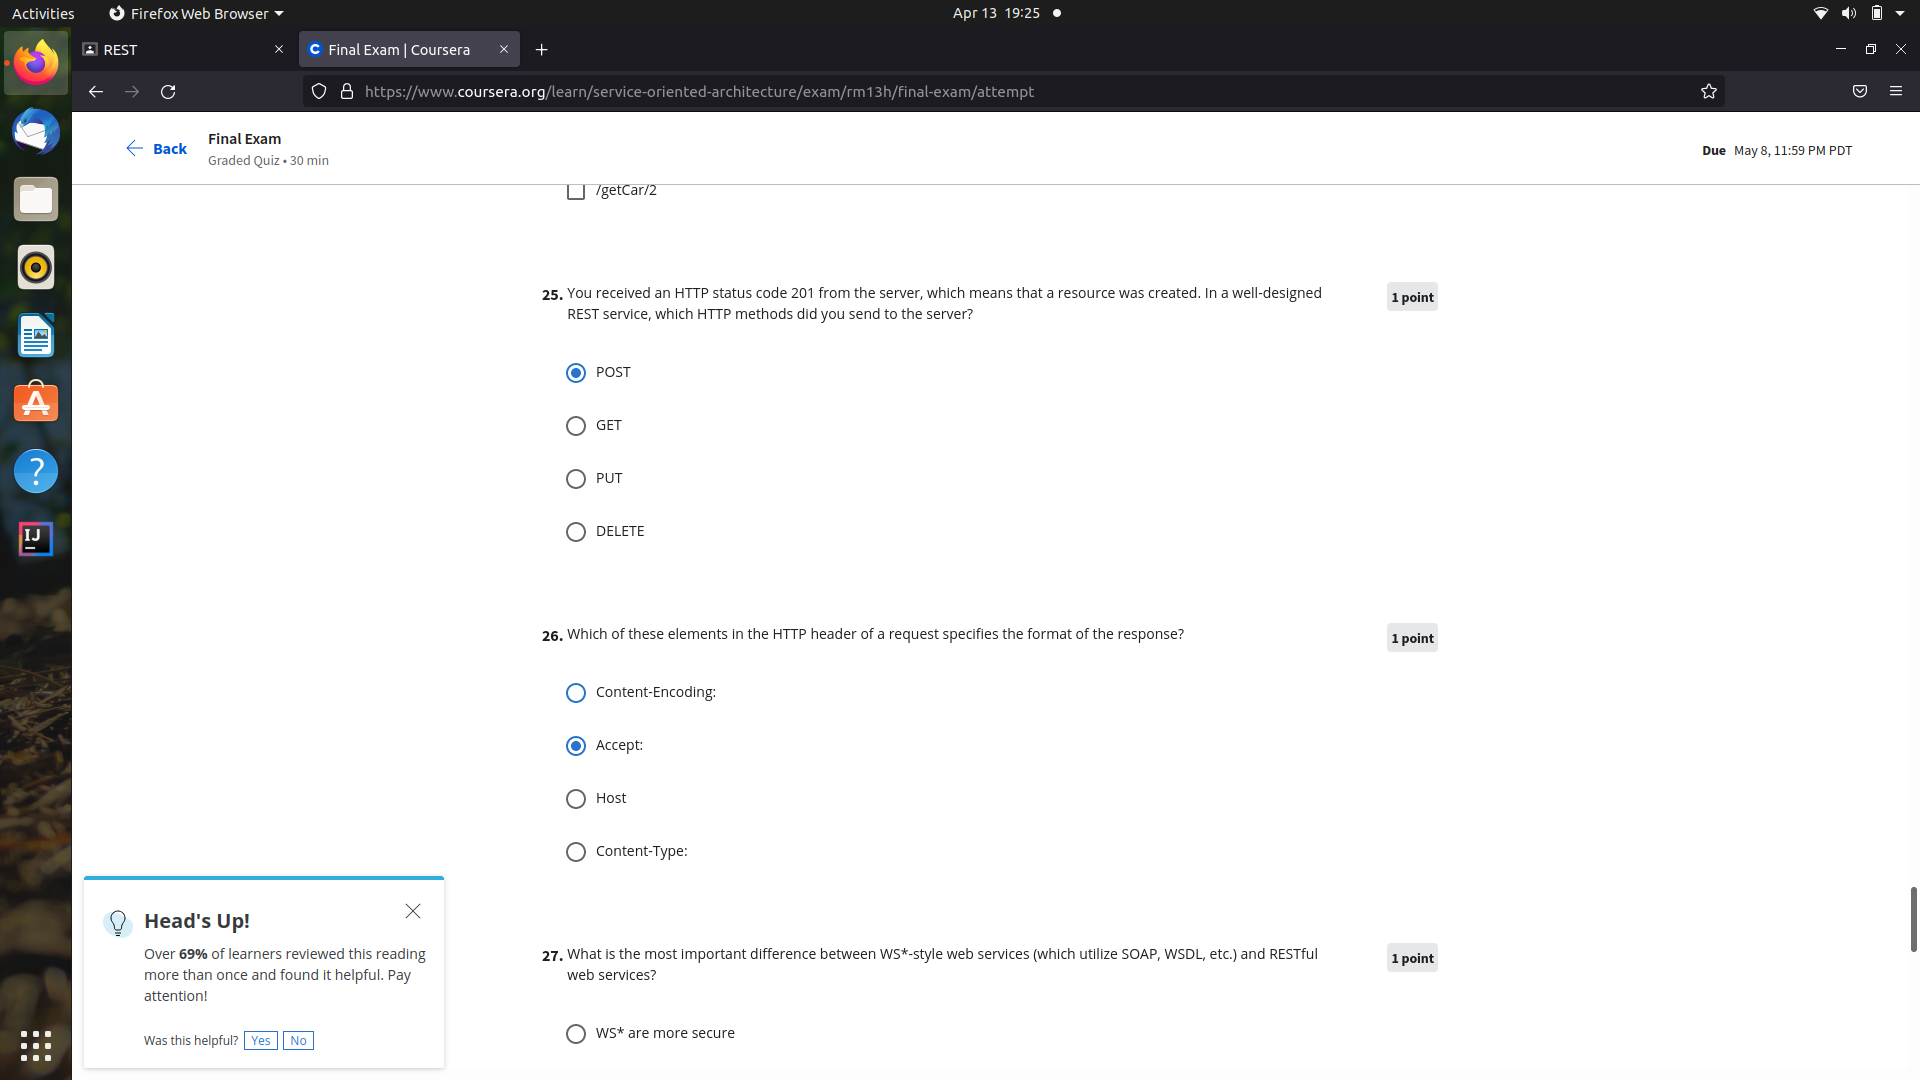 Activities
Firefox Web Browser
Apr 13 19:25
REST
Final Exam | Coursera
https://www.coursera.org/learn/service-oriented-architecture/exam/rm13h/final-exam/attempt
Back
Final Exam
Graded Quiz • 30 min
Due May 8, 11:59 PM PDT
/getCar/2
25. You received an HTTP status code 201 from the server, which means that a resource was created. In a well-designed
REST service, which HTTP methods did you send to the server?
1 point
POST
GET
PUT
DELETE
26. Which of these elements in the HTTP header of a request specifies the format of the response?
1 point
Content-Encoding:
Accept:
Host
Content-Type:
27. What is the most important difference between WS*-style web services (which utilize SOAP, WSDL, etc.) and RESTful
web services?
1 point
WS* are more secure
Head's Up!
Over 69% of learners reviewed this reading
more than once and found it helpful. Pay
attention!
Was this helpful? Yes No
IJ